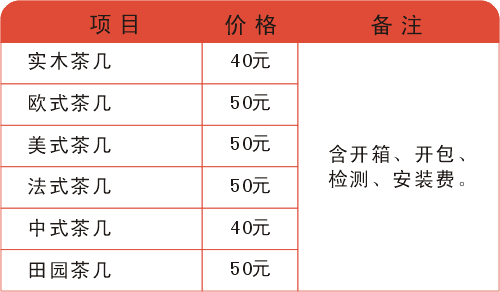 项目 价格 备注
实木茶几 40元
欧式茶几 50元
美式茶几 50元
含开箱、开包、
检测、安装费。
法式茶几 50元
中式茶几 40元
田园茶几 50元